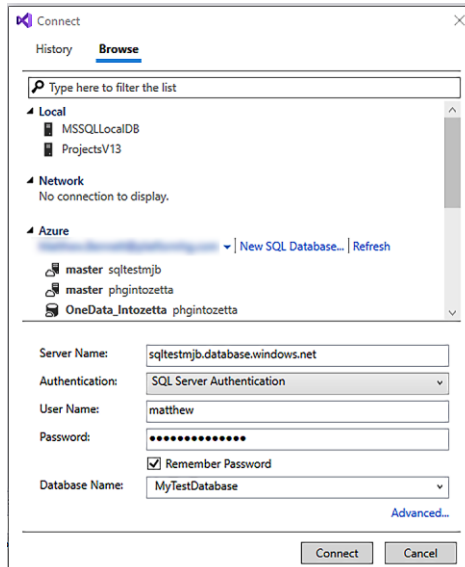 Connect
History Browse
Type here to filter the list
Local
MSSQLLocalDB
ProjectsV13
Network
No connection to display.
Azure
New SQL Database... Refresh
master sqltestmjb
master phgintozetta
OneData_Intozetta phgintozetta
Server Name: sqltestmjb.database.windows.net
Authentication: SQL Server Authentication
User Name: matthew
Password: ••••••••••••••
Remember Password
Database Name: MyTestDatabase
Advanced...
Connect Cancel